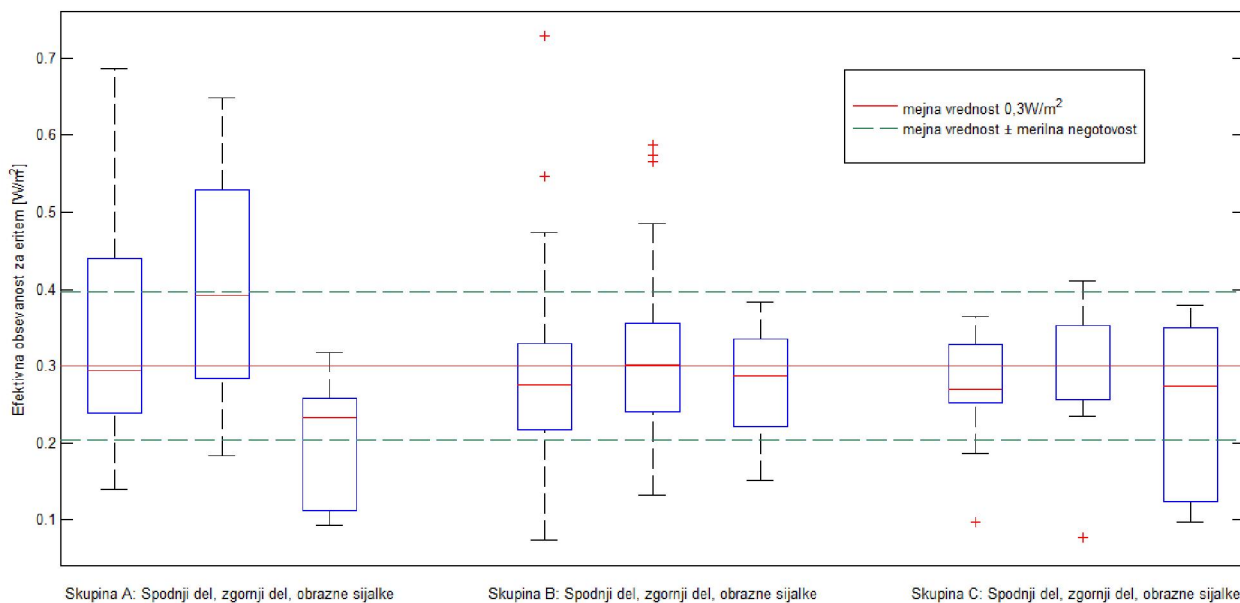 Efektivna obsevanost za eritem [W/m²]
0.7
0.6
0.5
0.4
0.3
0.2
0.1
mejna vrednost 0,3W/m²
mejna vrednost ± merilna negotovost
Skupina A: Spodnji del, zgornji del, obrazne sijalke
Skupina B: Spodnji del, zgornji del, obrazne sijalke
Skupina C: Spodnji del, zgornji del, obrazne sijalke